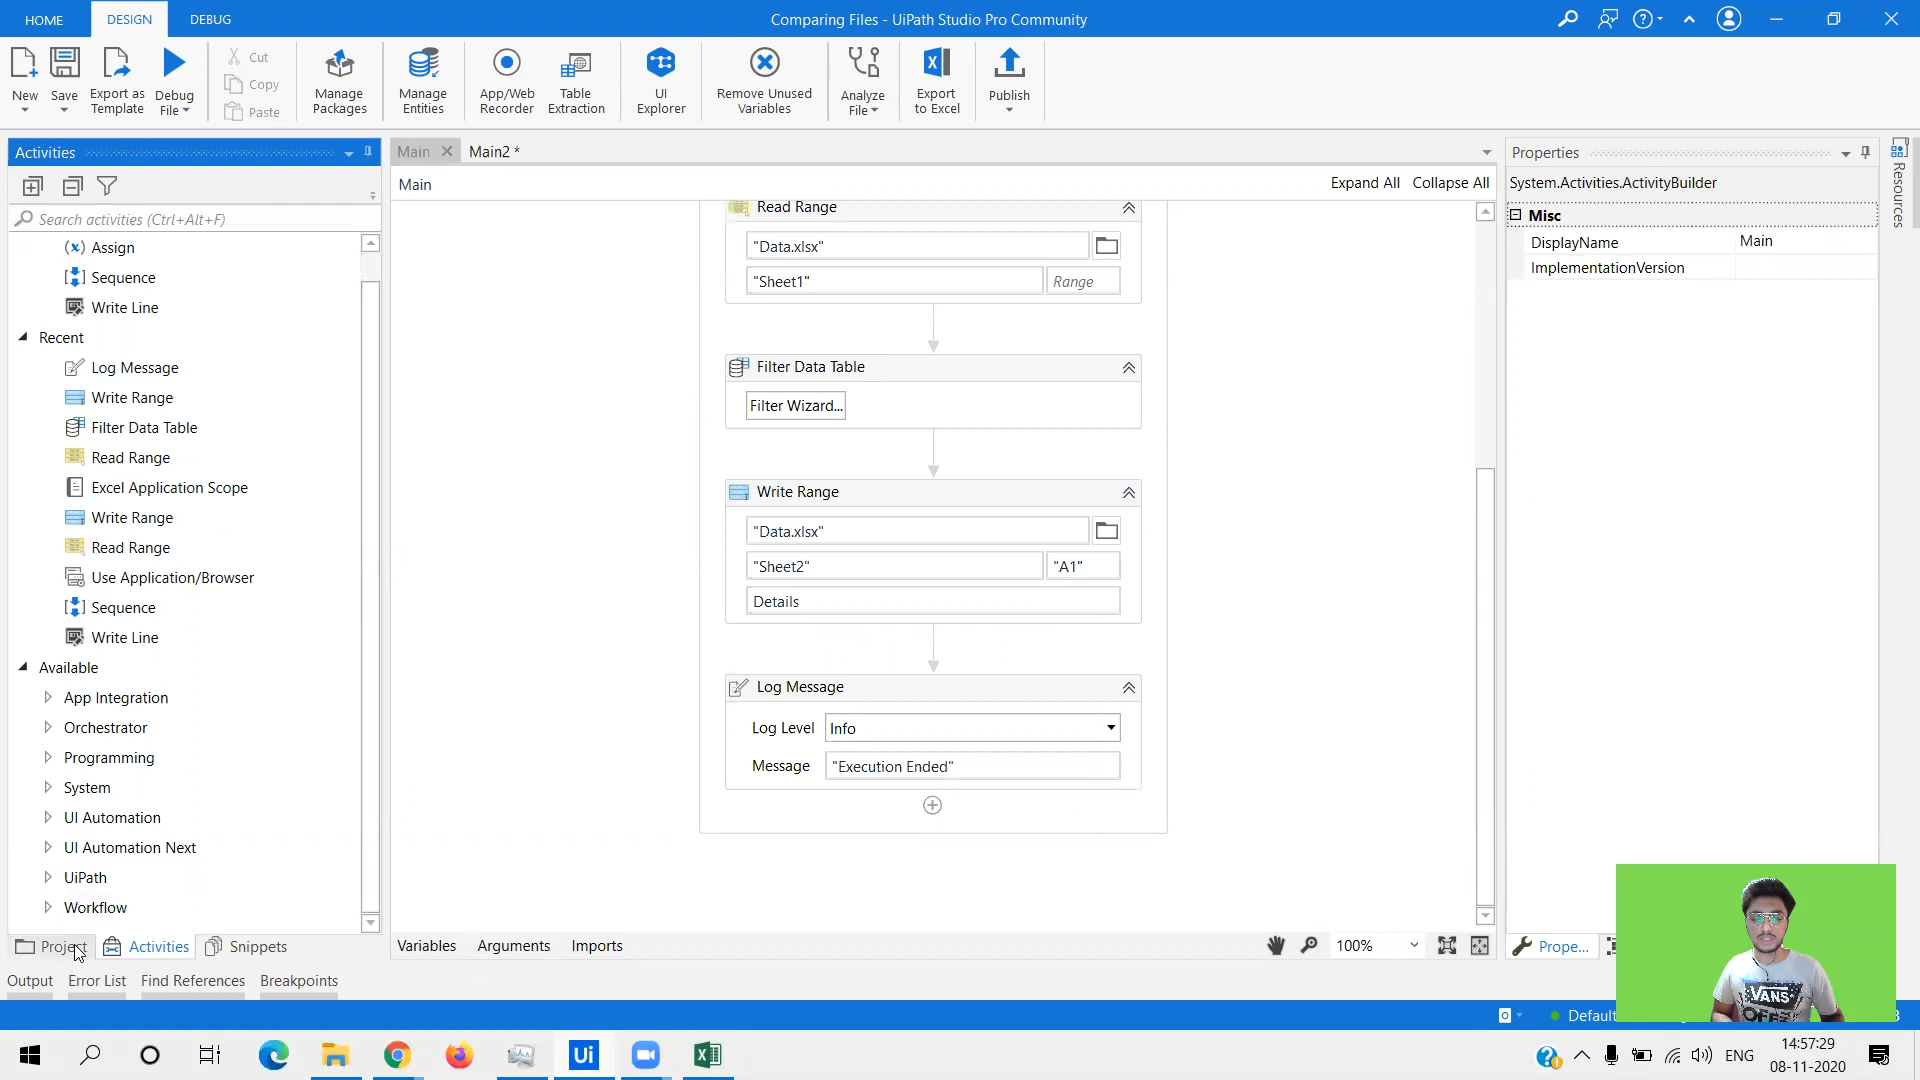 HOME
DESIGN
DEBUG
Comparing Files - UiPath Studio Pro Community
New
Save
Export as Template
Debug File
Cut
Copy
Paste
Manage Packages
Manage Entities
App/Web Recorder
Table Extraction
UI Explorer
Remove Unused Variables
Analyze File
Export to Excel
Publish
Activities
Search activities (Ctrl+Alt+F)
Assign
Sequence
Write Line
Recent
Log Message
Write Range
Filter Data Table
Read Range
Excel Application Scope
Write Range
Read Range
Use Application/Browser
Sequence
Write Line
Available
App Integration
Orchestrator
Programming
System
UI Automation
UI Automation Next
UiPath
Workflow
Project
Activities
Snippets
Main
Main2 *
Main
Expand All
Collapse All
Read Range
"Data.xlsx"
"Sheet1"
Range
Filter Data Table
Filter Wizard...
Write Range
"Data.xlsx"
"Sheet2"
"A1"
Details
Log Message
Log Level
Info
Message
"Execution Ended"
Variables
Arguments
Imports
100%
Properties
System.Activities.ActivityBuilder
Misc
DisplayName
Main
ImplementationVersion
Resources
Prope...
Output
Error List
Find References
Breakpoints
Default
3
VANS
Ui
ENG
14:57:29
08-11-2020